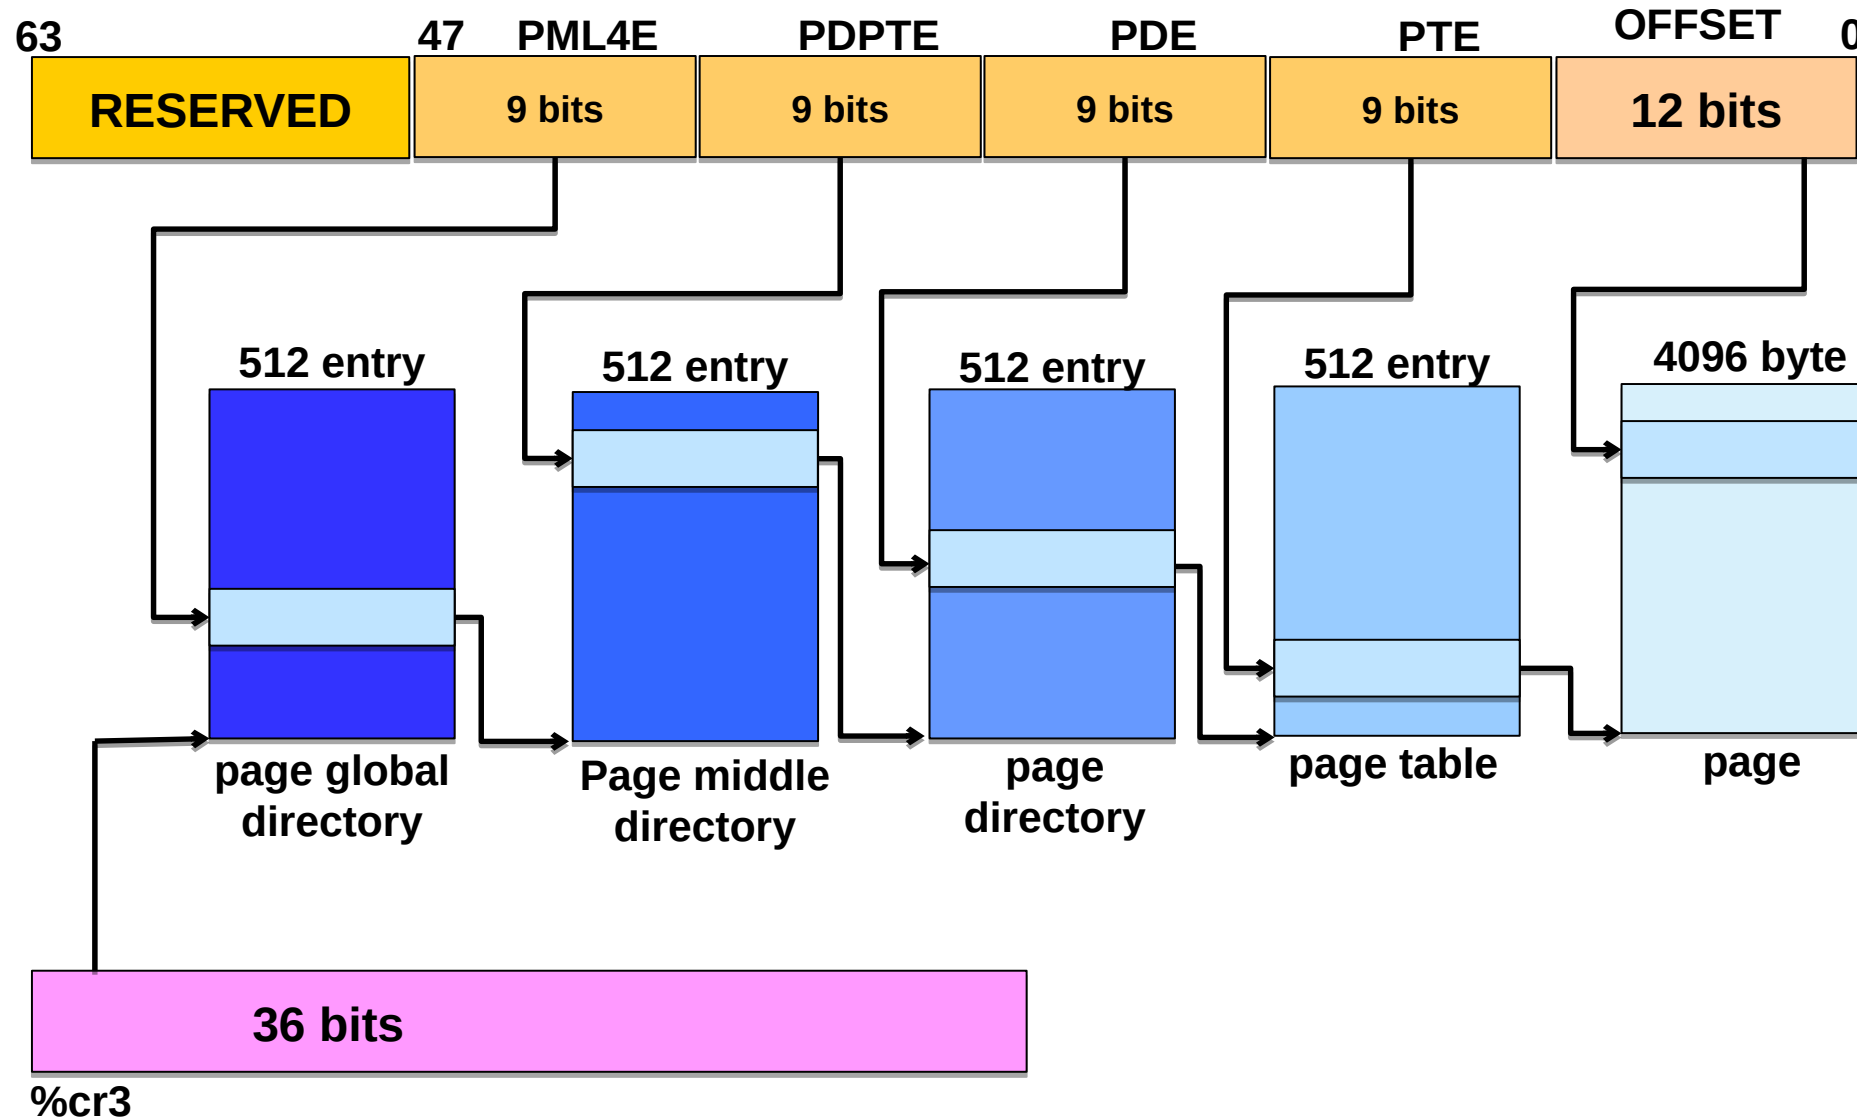 63
47
PML4E
PDPTE
PDE
PTE
OFFSET
0
RESERVED
9 bits
9 bits
9 bits
9 bits
12 bits
512 entry
512 entry
512 entry
512 entry
4096 byte
page global
directory
Page middle
directory
page
directory
page table
page
36 bits
%cr3